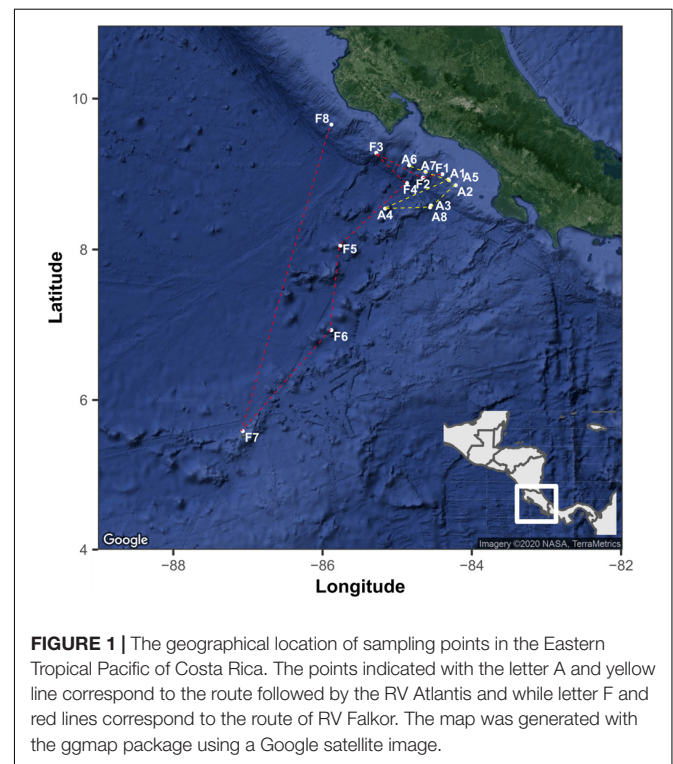 10
8
6
4
Latitude
F8
F3
A6
A7
F1
A1
A5
F2
F4
A2
A3
A4
A8
F5
F6
F7
Google
Imagery ©2020 NASA, TerraMetrics
−88
−86
−84
−82
Longitude
FIGURE 1 | The geographical location of sampling points in the Eastern
Tropical Pacific of Costa Rica. The points indicated with the letter A and yellow
line correspond to the route followed by the RV Atlantis and while letter F and
red lines correspond to the route of RV Falkor. The map was generated with
the ggmap package using a Google satellite image.